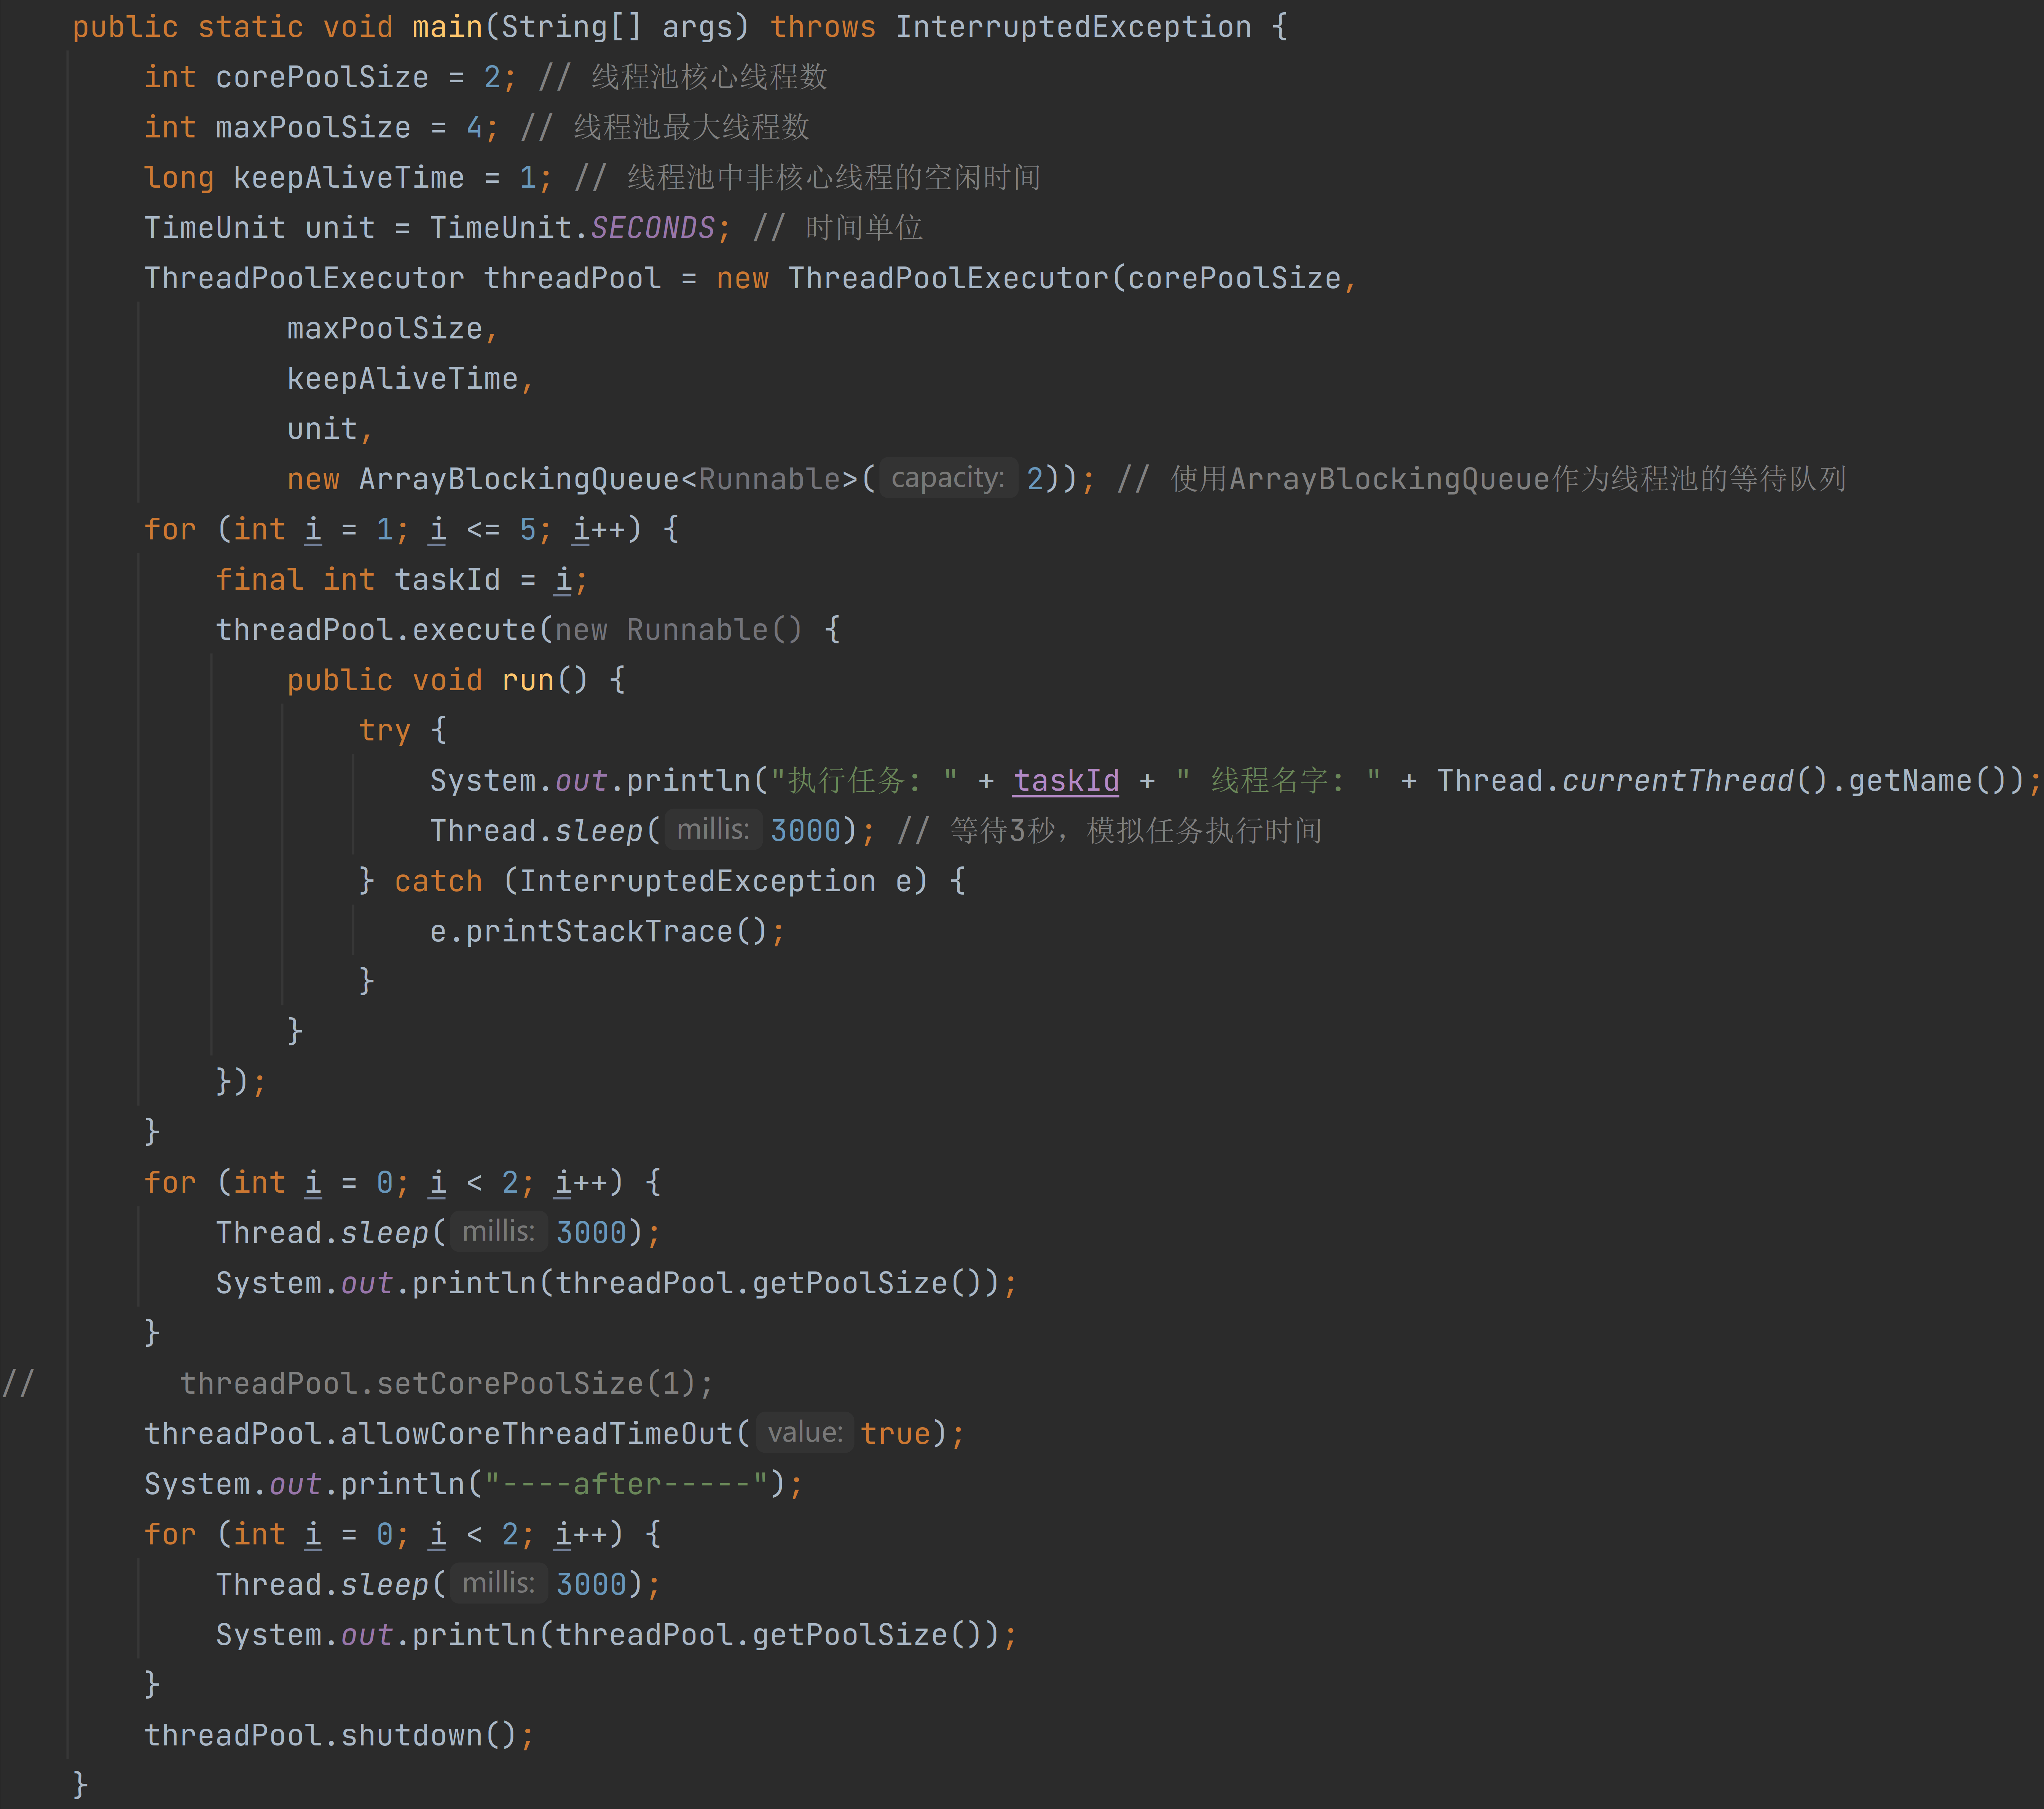 public static void main(String[] args) throws InterruptedException {
int corePoolSize = 2; // 线程池核心线程数
int maxPoolSize = 4; // 线程池最大线程数
long keepAliveTime = 1; // 线程池中非核心线程的空闲时间
TimeUnit unit = TimeUnit.SECONDS; // 时间单位
ThreadPoolExecutor threadPool = new ThreadPoolExecutor(corePoolSize,
maxPoolSize,
keepAliveTime,
unit,
new ArrayBlockingQueue<Runnable>( capacity: 2)); // 使用ArrayBlockingQueue作为线程池的等待队列
for (int i = 1; i <= 5; i++) {
final int taskId = i;
threadPool.execute(new Runnable() {
public void run() {
try {
System.out.println("执行任务: " + taskId + " 线程名字: " + Thread.currentThread().getName());
Thread.sleep( millis: 3000); // 等待3秒，模拟任务执行时间
} catch (InterruptedException e) {
e.printStackTrace();
}
}
});
}
for (int i = 0; i < 2; i++) {
Thread.sleep( millis: 3000);
System.out.println(threadPool.getPoolSize());
}
// threadPool.setCorePoolSize(1);
threadPool.allowCoreThreadTimeOut( value: true);
System.out.println("----after-----");
for (int i = 0; i < 2; i++) {
Thread.sleep( millis: 3000);
System.out.println(threadPool.getPoolSize());
}
threadPool.shutdown();
}